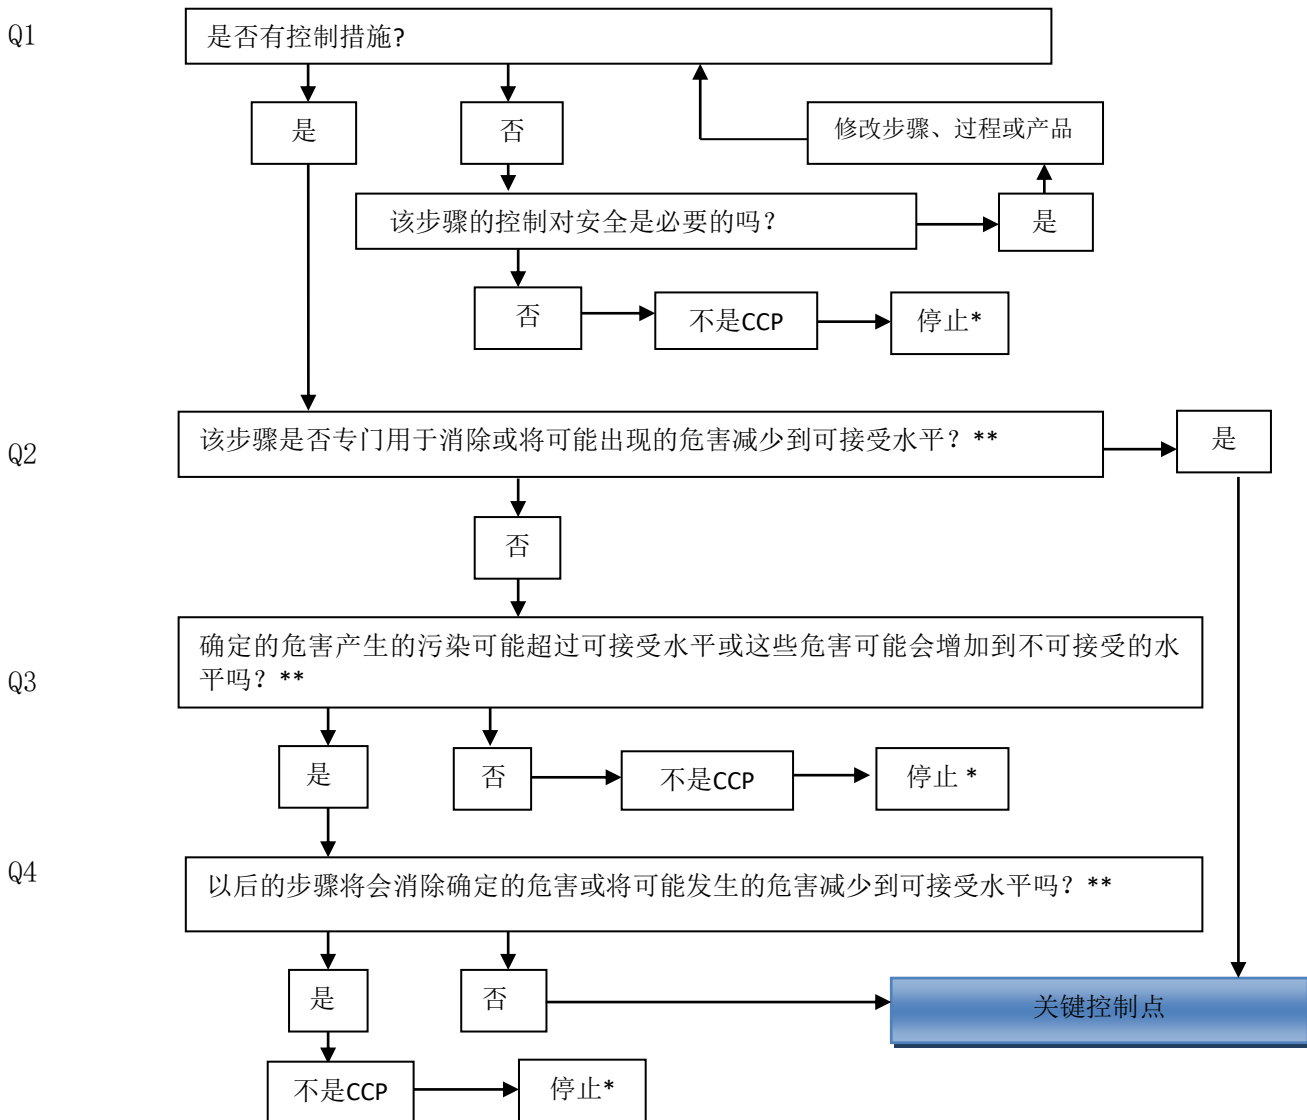 Q1
是否有控制措施?
是
否
修改步骤、过程或产品
该步骤的控制对安全是必要的吗？
是
否
不是CCP
停止*
Q2
该步骤是否专门用于消除或将可能出现的危害减少到可接受水平？**
是
否
Q3
确定的危害产生的污染可能超过可接受水平或这些危害可能会增加到不可接受的水
平吗？**
是
否
不是CCP
停止 *
Q4
以后的步骤将会消除确定的危害或将可能发生的危害减少到可接受水平吗？**
是
否
关键控制点
不是CCP
停止*